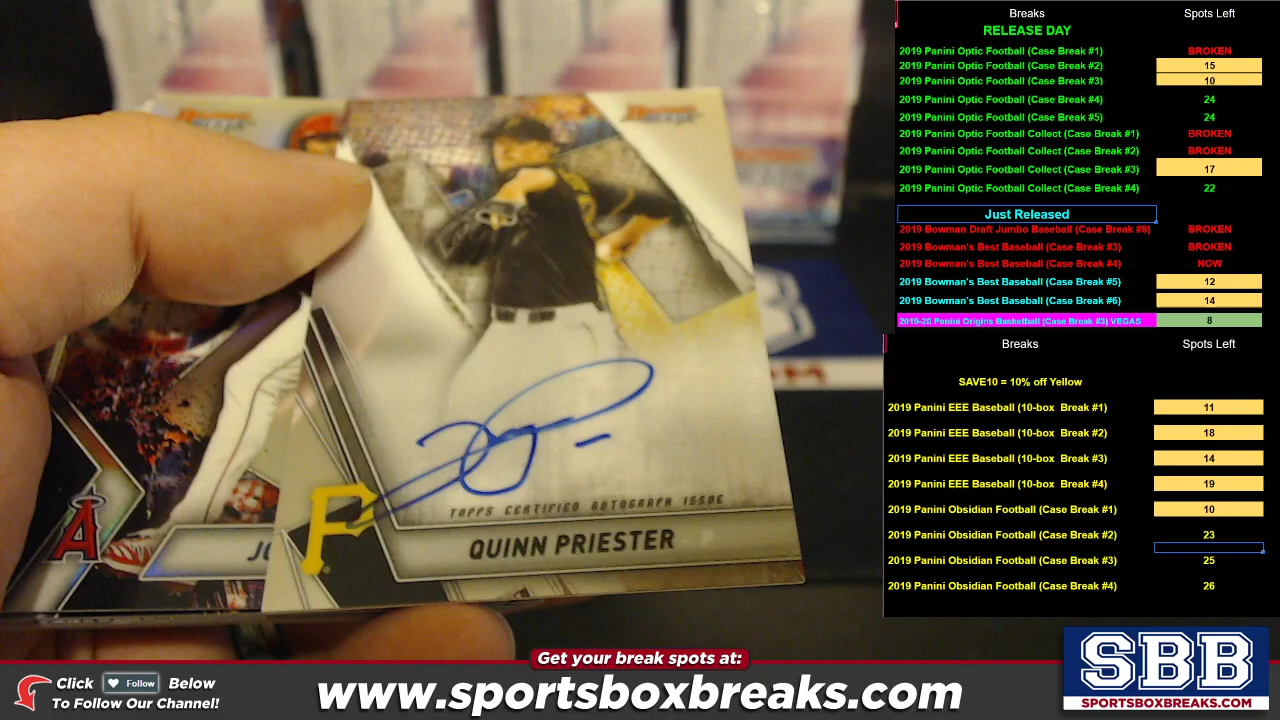 Breaks Spots Left
RELEASE DAY
2019 Panini Optic Football (Case Break #1) BROKEN
2019 Panini Optic Football (Case Break #2) 15
2019 Panini Optic Football (Case Break #3) 10
2019 Panini Optic Football (Case Break #4) 24
2019 Panini Optic Football (Case Break #5) 24
2019 Panini Optic Football Collect (Case Break #1) BROKEN
2019 Panini Optic Football Collect (Case Break #2) BROKEN
2019 Panini Optic Football Collect (Case Break #3) 17
2019 Panini Optic Football Collect (Case Break #4) 22
Just Released
2019 Bowman Draft Jumbo Baseball (Case Break #8) BROKEN
2019 Bowman's Best Baseball (Case Break #3) BROKEN
2019 Bowman's Best Baseball (Case Break #4) NOW
2019 Bowman's Best Baseball (Case Break #5) 12
2019 Bowman's Best Baseball (Case Break #6) 14
2019-20 Panini Origins Basketball (Case Break #3) VEGAS 8
Breaks Spots Left
SAVE10 = 10% off Yellow
2019 Panini EEE Baseball (10-box Break #1) 11
2019 Panini EEE Baseball (10-box Break #2) 18
2019 Panini EEE Baseball (10-box Break #3) 14
2019 Panini EEE Baseball (10-box Break #4) 19
2019 Panini Obsidian Football (Case Break #1) 10
2019 Panini Obsidian Football (Case Break #2) 23
2019 Panini Obsidian Football (Case Break #3) 25
2019 Panini Obsidian Football (Case Break #4) 26
TOPPS CERTIFIED AUTOGRAPH ISSUE
QUINN PRIESTER P
P
A
Get your break spots at:
www.sportsboxbreaks.com
Click Follow Below
To Follow Our Channel!
SBB
SPORTSBOXBREAKS.COM